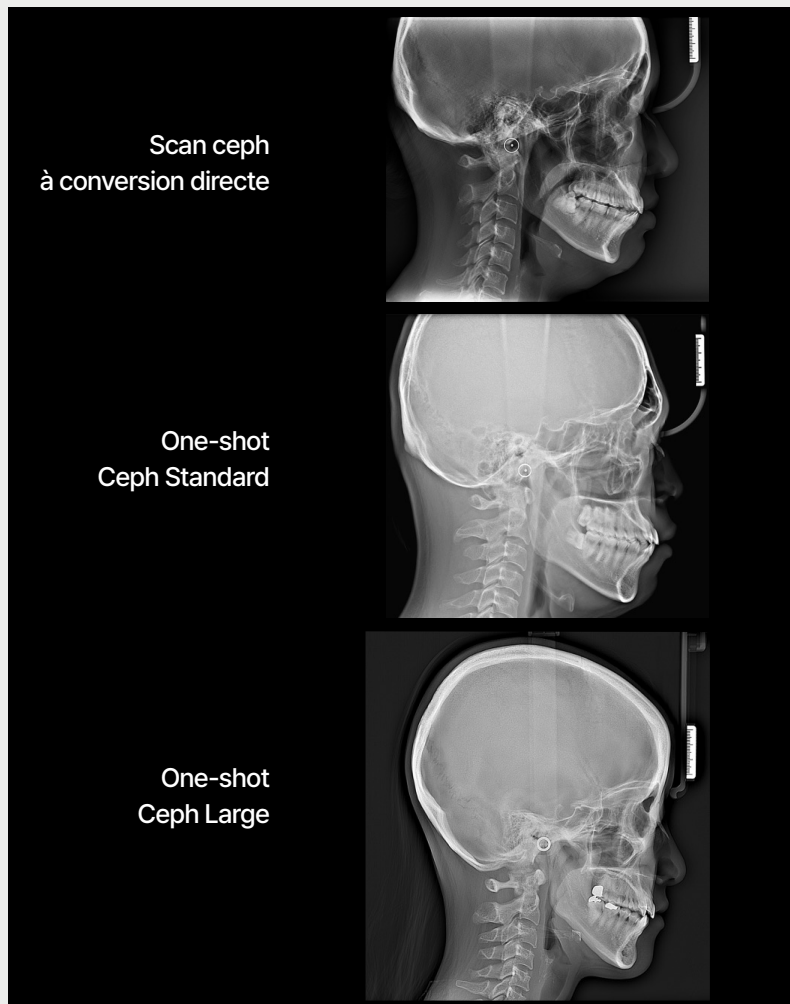 Scan ceph
à conversion directe
One-shot
Ceph Standard
One-shot
Ceph Large